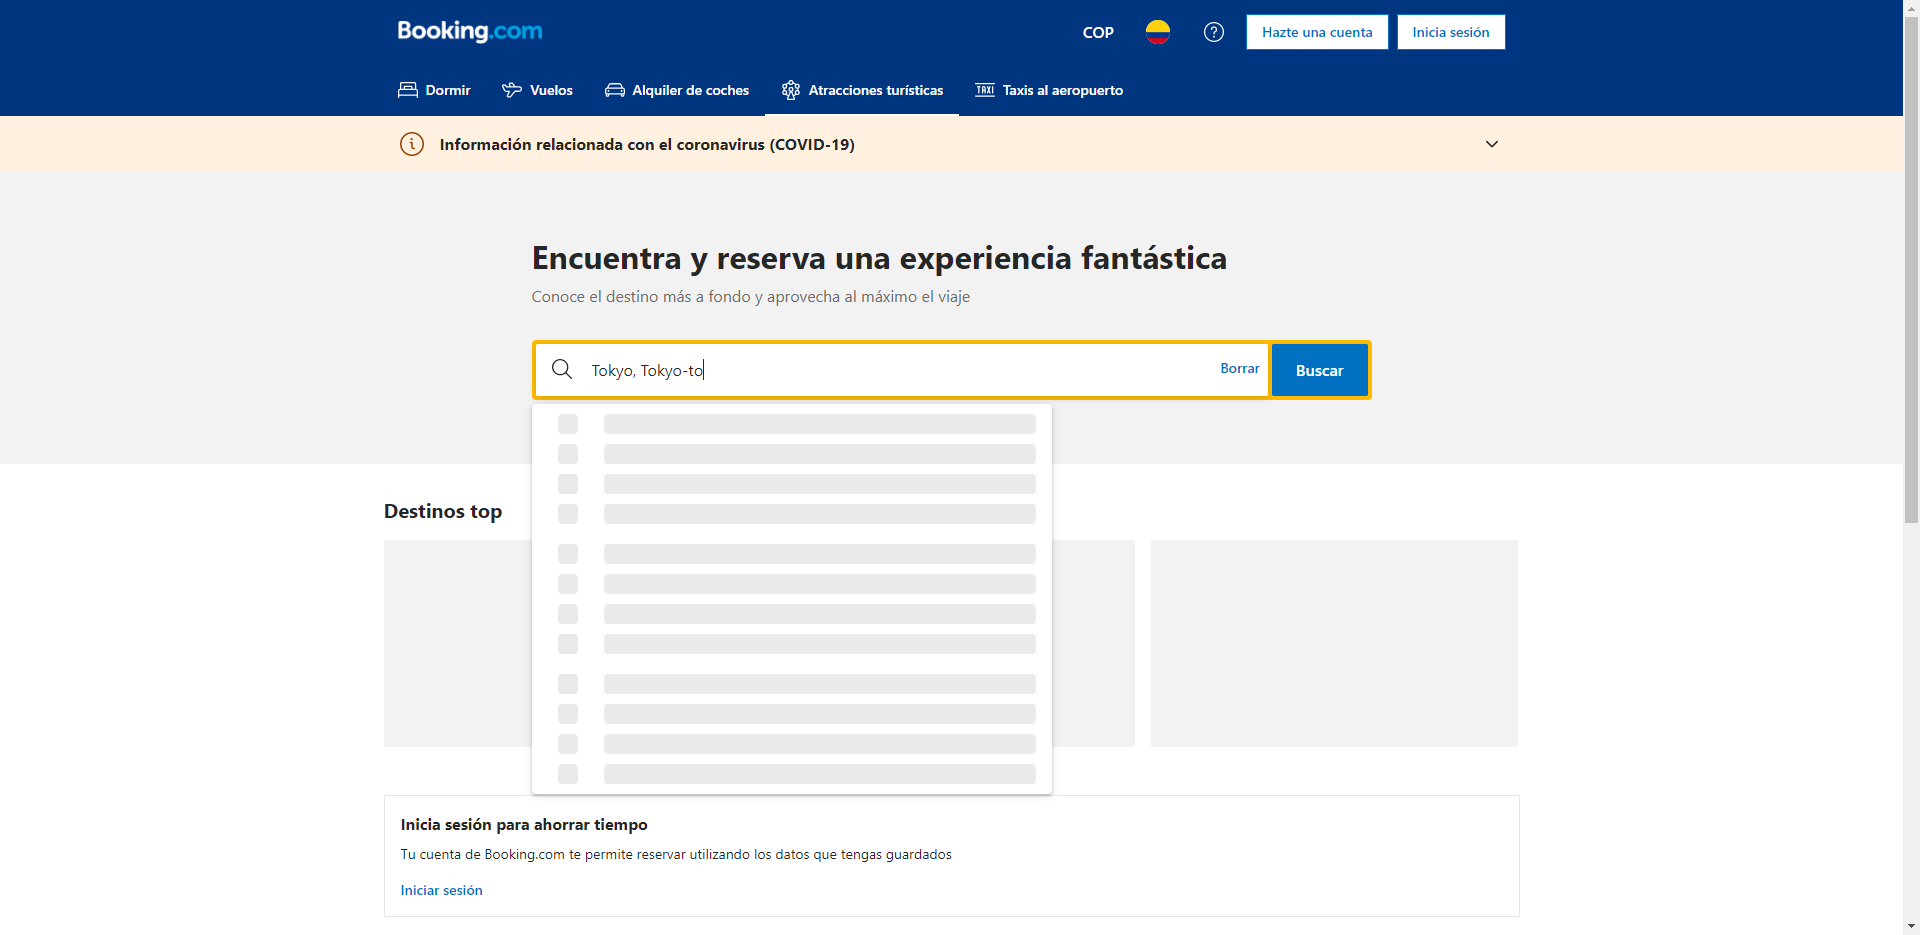 Booking.com
COP
Hazte una cuenta
Inicia sesión
Dormir
Vuelos
Alquiler de coches
Atracciones turísticas
TAXI
Taxis al aeropuerto
Información relacionada con el coronavirus (COVID-19)
Encuentra y reserva una experiencia fantástica
Conoce el destino más a fondo y aprovecha al máximo el viaje
Tokyo, Tokyo-to
Borrar
Buscar
Destinos top
Inicia sesión para ahorrar tiempo
Tu cuenta de Booking.com te permite reservar utilizando los datos que tengas guardados
Iniciar sesión